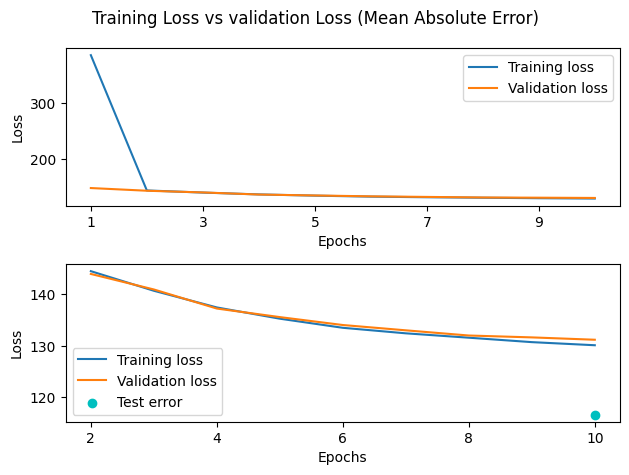 Training Loss vs validation Loss (Mean Absolute Error)
Loss
300
200
Training loss
Validation loss
1 3 5 7 9
Epochs
Loss
140
130
120
Training loss
Validation loss
Test error
2 4 6 8 10
Epochs